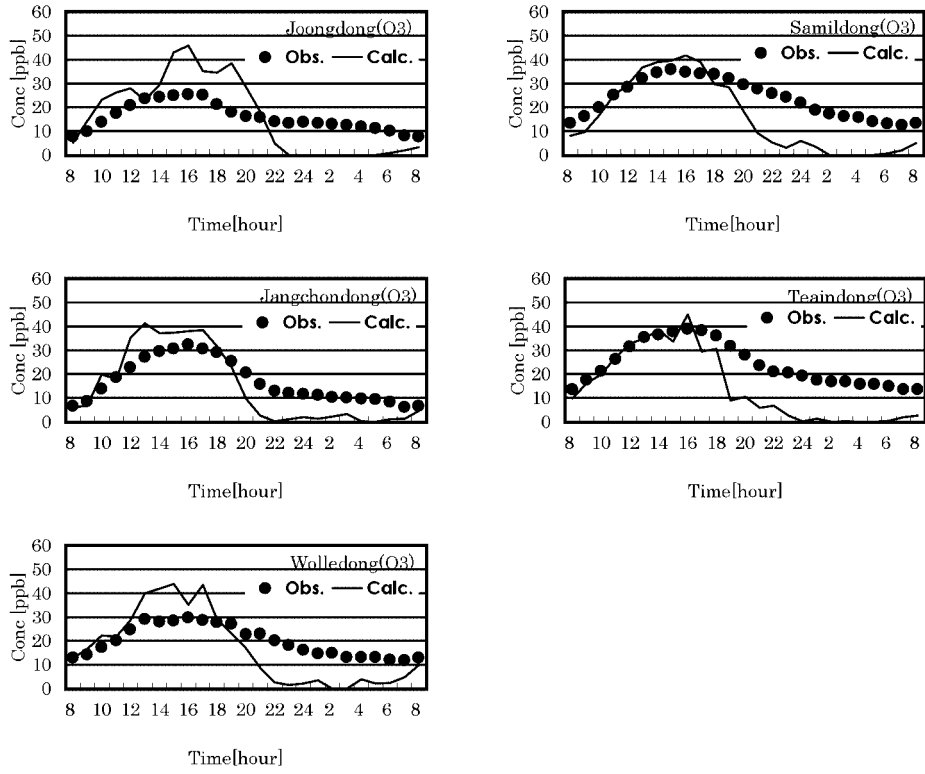 Joongdong(O3)
Obs. Calc.
Conc [ppb]
60
50
40
30
20
10
0
8 10 12 14 16 18 20 22 24 2 4 6 8
Time[hour]
Samildong(O3)
Obs. Calc.
Conc [ppb]
60
50
40
30
20
10
0
8 10 12 14 16 18 20 22 24 2 4 6 8
Time[hour]
Jangchondong(O3)
Obs. Calc.
Conc [ppb]
60
50
40
30
20
10
0
8 10 12 14 16 18 20 22 24 2 4 6 8
Time[hour]
Teaindong(O3)
Obs. Calc.
Conc [ppb]
60
50
40
30
20
10
0
8 10 12 14 16 18 20 22 24 2 4 6 8
Time[hour]
Wolledong(O3)
Obs. Calc.
Conc [ppb]
60
50
40
30
20
10
0
8 10 12 14 16 18 20 22 24 2 4 6 8
Time[hour]